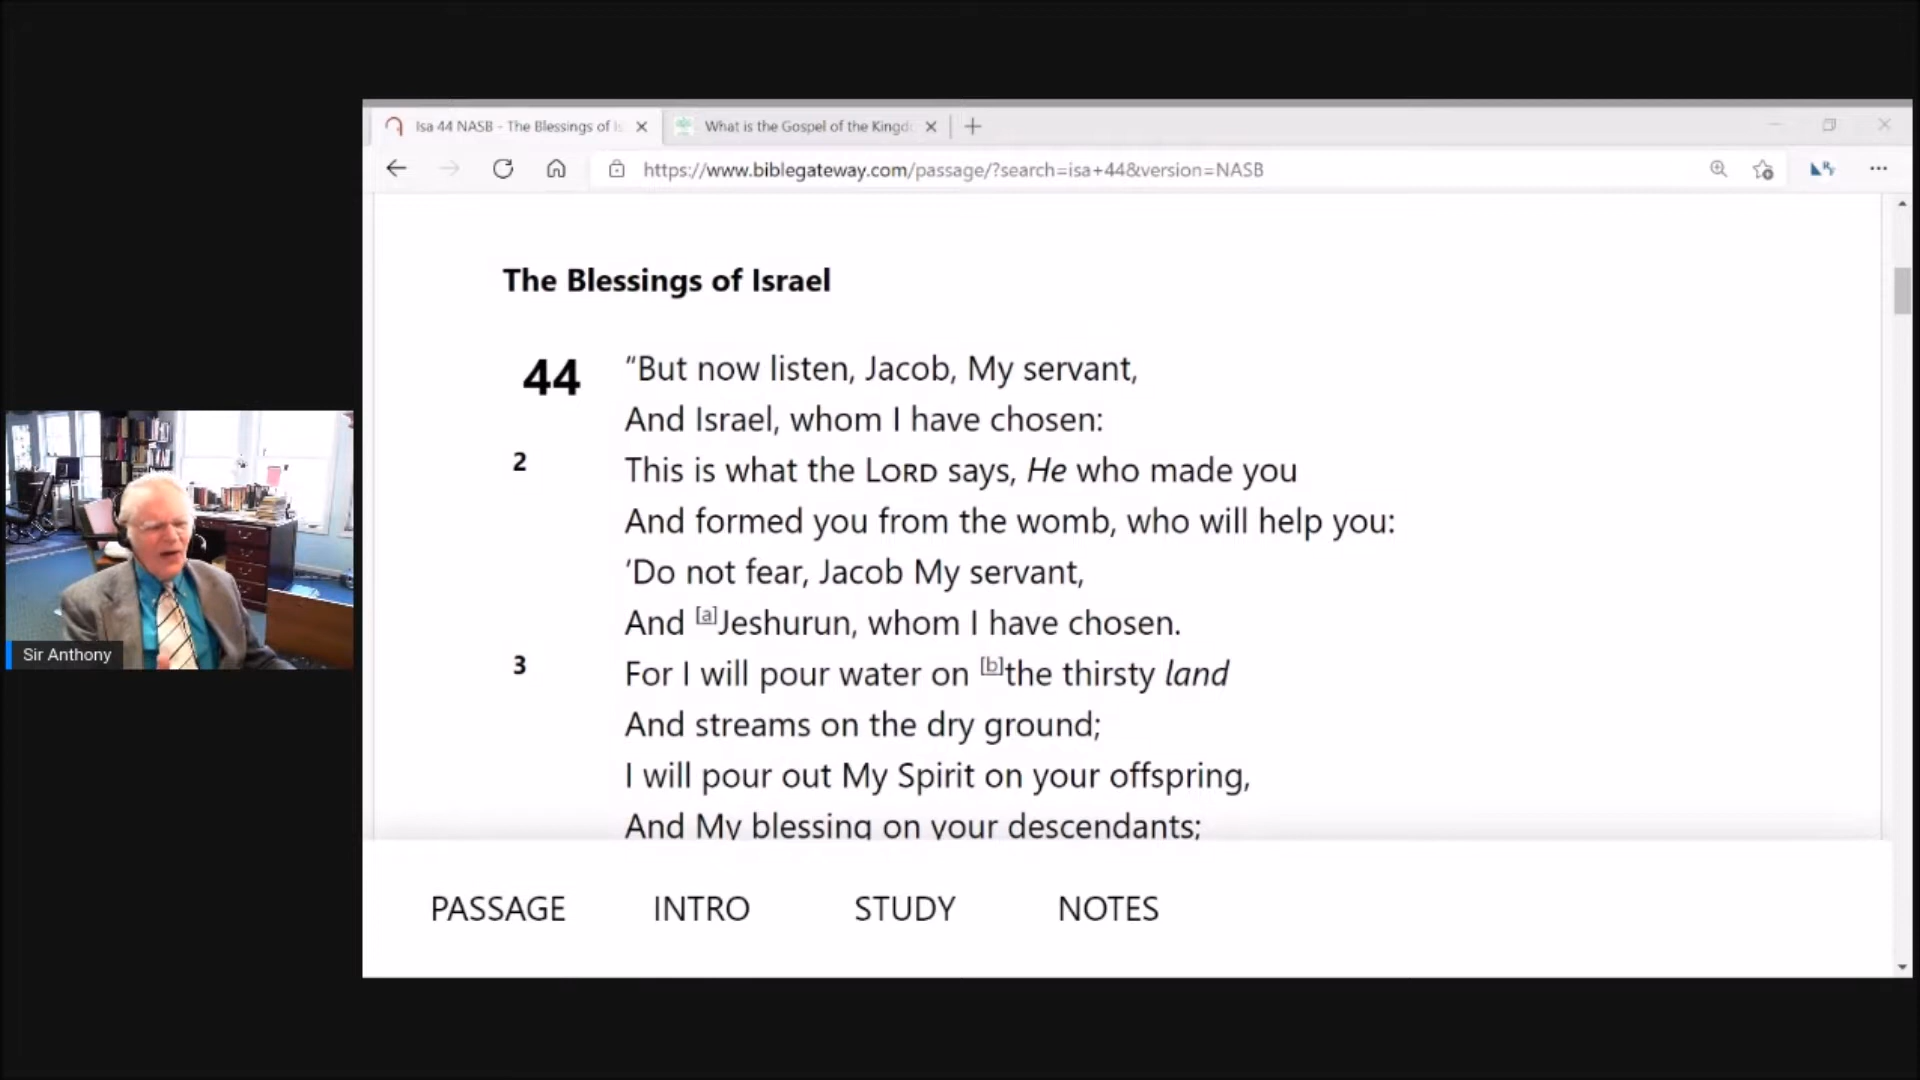 Isa 44 NASB - The Blessings of Is
What is the Gospel of the Kingdo
https://www.biblegateway.com/passage/?search=isa+44&version=NASB
The Blessings of Israel
44 “But now listen, Jacob, My servant,
And Israel, whom I have chosen:
2 This is what the LORD says, He who made you
And formed you from the womb, who will help you:
‘Do not fear, Jacob My servant,
And [a]Jeshurun, whom I have chosen.
3 For I will pour water on [b]the thirsty land
And streams on the dry ground;
I will pour out My Spirit on your offspring,
And My blessing on your descendants;
Sir Anthony
PASSAGE INTRO STUDY NOTES